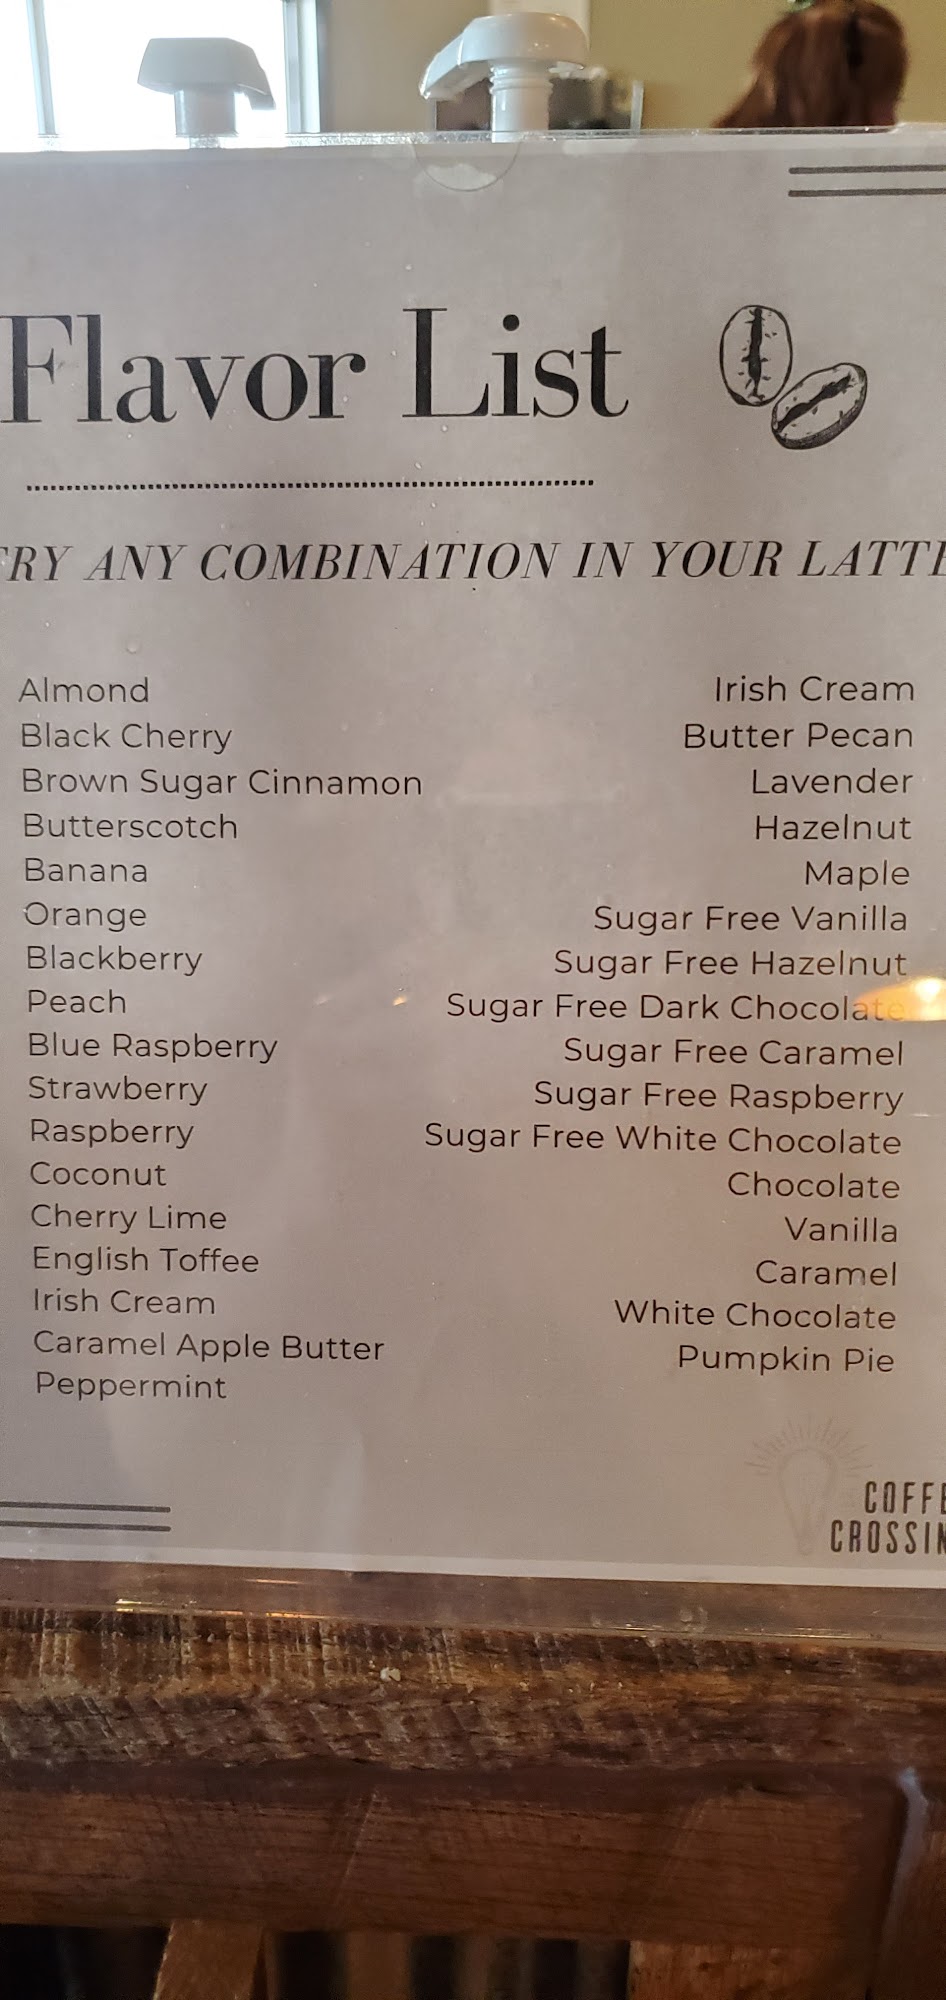 Flavor List
TRY ANY COMBINATION IN YOUR LATTE
Almond
Black Cherry
Brown Sugar Cinnamon
Butterscotch
Banana
Orange
Blackberry
Peach
Blue Raspberry
Strawberry
Raspberry
Coconut
Cherry Lime
English Toffee
Irish Cream
Caramel Apple Butter
Peppermint
Irish Cream
Butter Pecan
Lavender
Hazelnut
Maple
Sugar Free Vanilla
Sugar Free Hazelnut
Sugar Free Dark Chocolate
Sugar Free Caramel
Sugar Free Raspberry
Sugar Free White Chocolate
Chocolate
Vanilla
Caramel
White Chocolate
Pumpkin Pie
COFFE
CROSSIN